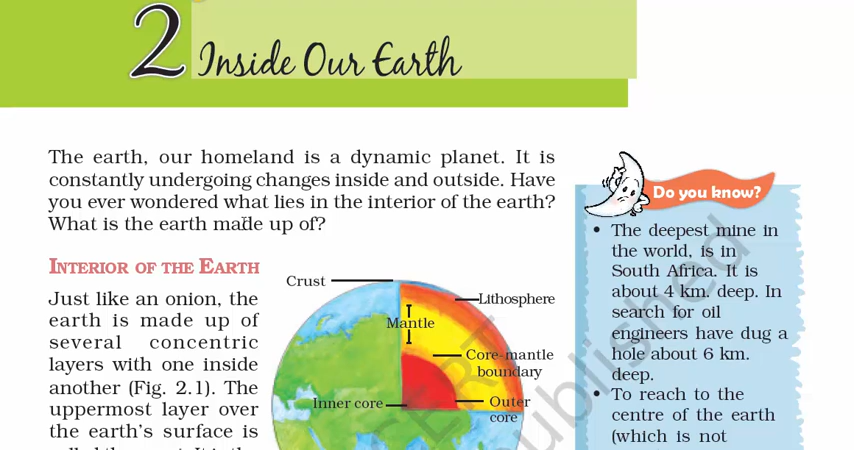 2 Inside Our Earth
The earth, our homeland is a dynamic planet. It is
constantly undergoing changes inside and outside. Have
you ever wondered what lies in the interior of the earth?
What is the earth made up of?
INTERIOR OF THE EARTH
Just like an onion, the
earth is made up of
several concentric
layers with one inside
another (Fig. 2.1). The
uppermost layer over
the earth's surface is
Crust
Lithosphere
Mantle
Core-mantle
boundary
Inner core
Outer
core
Do you know?
• The deepest mine in
the world, is in
South Africa. It is
about 4 km. deep. In
search for oil
engineers have dug a
hole about 6 km.
deep.
• To reach to the
centre of the earth
(which is not